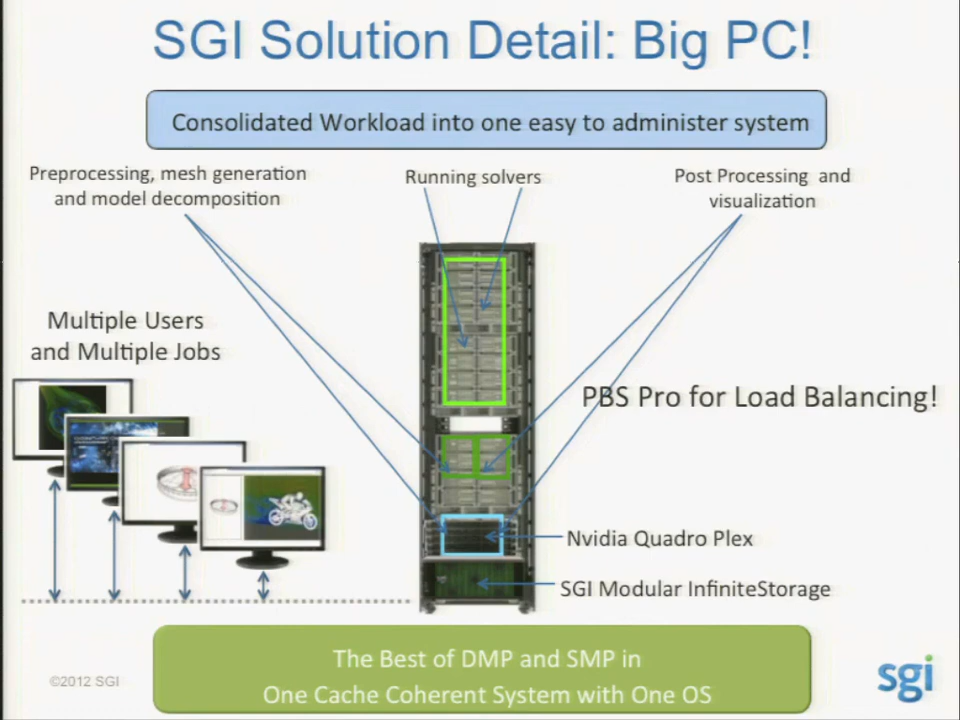 SGI Solution Detail: Big PC!
Consolidated Workload into one easy to administer system
Preprocessing, mesh generation
and model decomposition
Running solvers
Post Processing and
visualization
Multiple Users
and Multiple Jobs
PBS Pro for Load Balancing!
Nvidia Quadro Plex
SGI Modular InfiniteStorage
The Best of DMP and SMP in
One Cache Coherent System with One OS
©2012 SGI
sgi